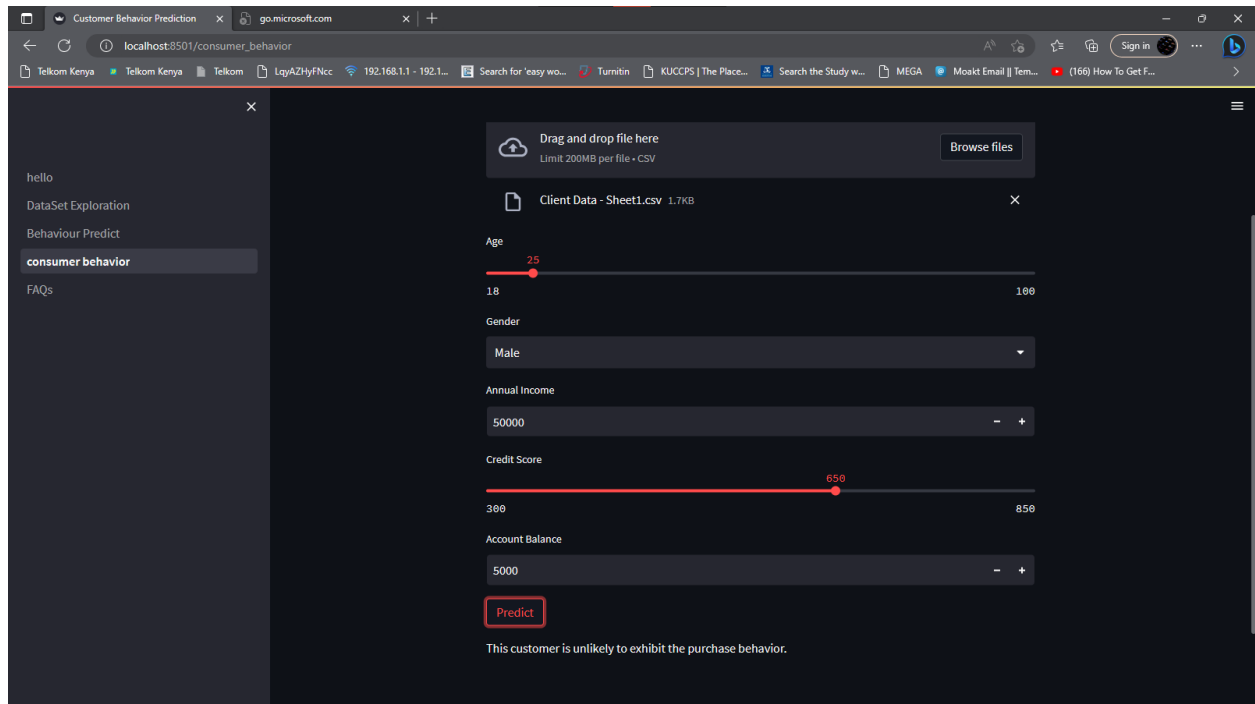 Customer Behavior Prediction
go.microsoft.com
localhost:8501/consumer_behavior
Sign in
Telkom Kenya
Telkom Kenya
Telkom
LqyAZHyFNcc
192.168.1.1 - 192.1...
Search for 'easy wo...
Turnitin
KUCCPS | The Place...
Search the Study w...
MEGA
Moakt Email || Tem...
(166) How To Get F...
hello
DataSet Exploration
Behaviour Predict
consumer behavior
FAQs
Drag and drop file here
Limit 200MB per file • CSV
Browse files
Client Data - Sheet1.csv 1.7KB
Age
25
18 100
Gender
Male
Annual Income
50000
Credit Score
650
300 850
Account Balance
5000
Predict
This customer is unlikely to exhibit the purchase behavior.